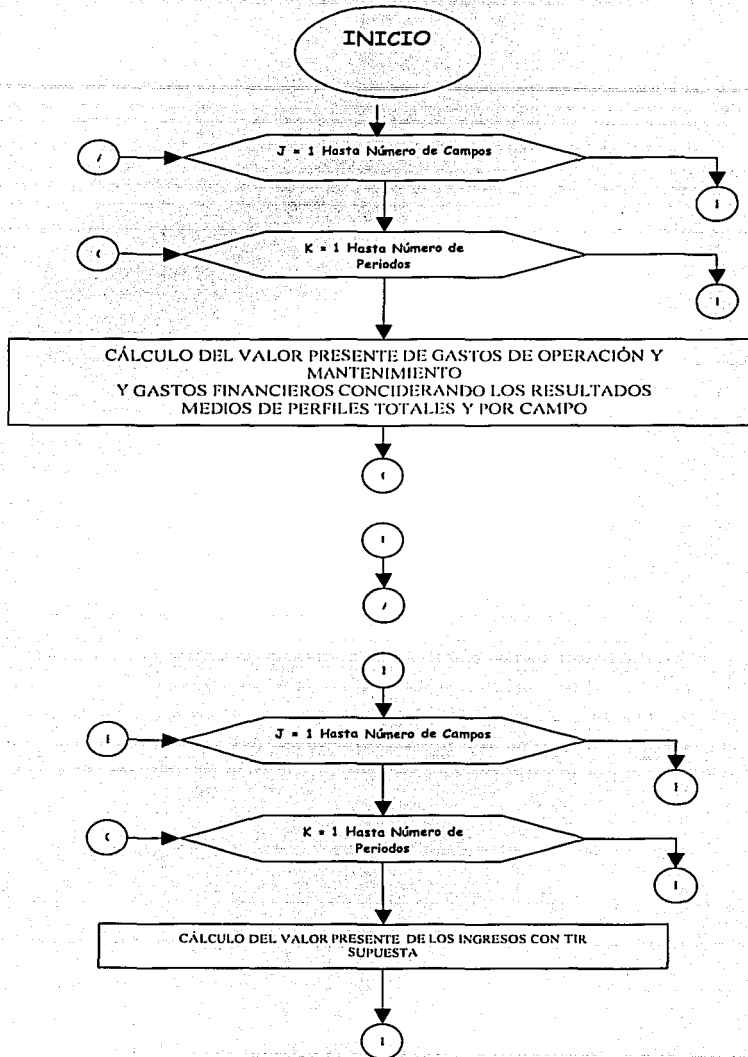 INICIO
J = 1 Hasta Número de Campos
K = 1 Hasta Número de
Periodos
CÁLCULO DEL VALOR PRESENTE DE GASTOS DE OPERACIÓN Y
MANTENIMIENTO
Y GASTOS FINANCIEROS CONCIDERANDO LOS RESULTADOS
MEDIOS DE PERFILES TOTALES Y POR CAMPO
J = 1 Hasta Número de Campos
K = 1 Hasta Número de
Periodos
CÁLCULO DEL VALOR PRESENTE DE LOS INGRESOS CON TIR
SUPUESTA